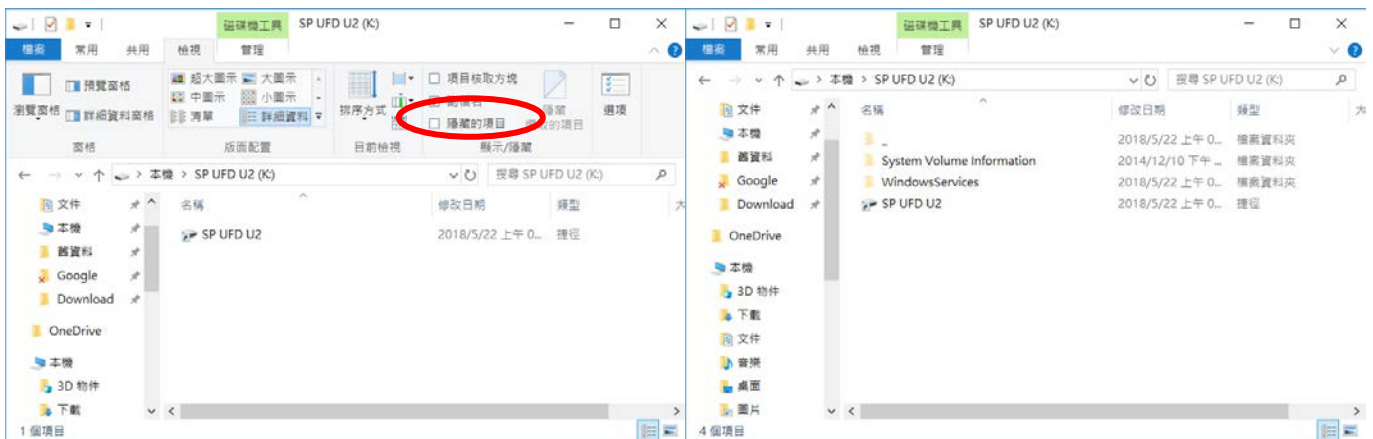 磁碟機工具 SP UFD U2 (K:)
檔案 常用 共用 檢視 管理
預覽窗格
超大圖示 大圖示
項目核取方塊
瀏覽窗格 詳細資料窗格
中圖示 小圖示
排序方式
選項
清單 詳細資料
隱藏的項目
窗格 版面配置 目前檢視 顯示/隱藏
本機 > SP UFD U2 (K:) 搜尋 SP UFD U2 (K:)
文件
名稱 修改日期 類型
本機
SP UFD U2 2018/5/22 上午 0... 捷徑
舊資料
Google
Download
OneDrive
本機
3D 物件
下載
1 個項目
磁碟機工具 SP UFD U2 (K:)
檔案 常用 共用 檢視 管理
本機 > SP UFD U2 (K:) 搜尋 SP UFD U2 (K:)
文件
名稱 修改日期 類型
本機
_ 2018/5/22 上午 0... 檔案資料夾
舊資料
System Volume Information 2014/12/10 下午 ... 檔案資料夾
Google
WindowsServices 2018/5/22 上午 0... 檔案資料夾
Download
SP UFD U2 2018/5/22 上午 0... 捷徑
OneDrive
本機
3D 物件
下載
文件
音樂
桌面
圖片
4 個項目